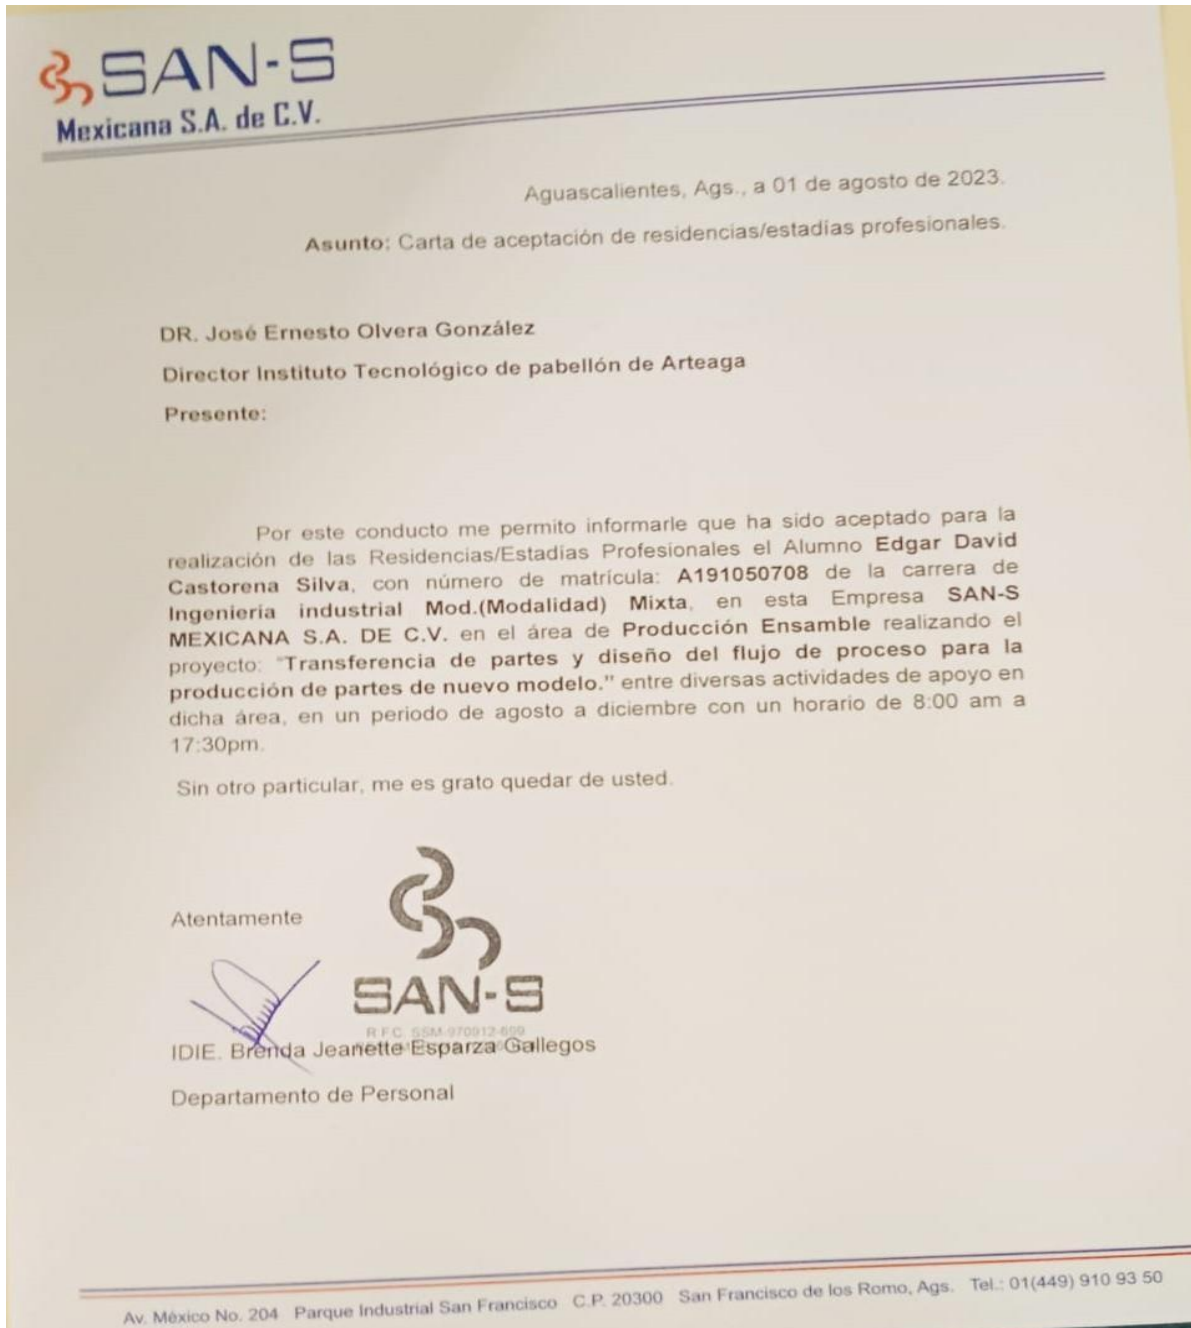 SAN-S
Mexicana S.A. de C.V.
Aguascalientes, Ags., a 01 de agosto de 2023.
Asunto: Carta de aceptación de residencias/estadías profesionales.
DR. José Ernesto Olvera González
Director Instituto Tecnológico de pabellón de Arteaga
Presente:
Por este conducto me permito informarle que ha sido aceptado para la
realización de las Residencias/Estadías Profesionales el Alumno Edgar David
Castorena Silva, con número de matrícula: A191050708 de la carrera de
Ingeniería industrial Mod.(Modalidad) Mixta, en esta Empresa SAN-S
MEXICANA S.A. DE C.V. en el área de Producción Ensamble realizando el
proyecto: "Transferencia de partes y diseño del flujo de proceso para la
producción de partes de nuevo modelo." entre diversas actividades de apoyo en
dicha área, en un periodo de agosto a diciembre con un horario de 8:00 am a
17:30pm.
Sin otro particular, me es grato quedar de usted.
Atentamente
SAN-S
R.F.C. SSM-970912-
IDIE. Brenda Jeanette Esparza Gallegos
Departamento de Personal
Av. México No. 204 Parque Industrial San Francisco C.P. 20300 San Francisco de los Romo, Ags. Tel.: 01(449) 910 93 50